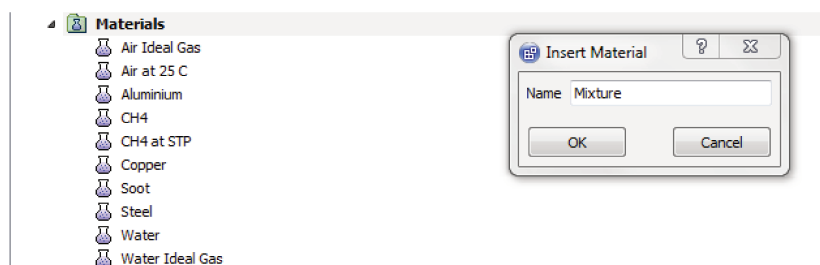 Materials
Air Ideal Gas
Air at 25 C
Aluminium
CH4
CH4 at STP
Copper
Soot
Steel
Water
Water Ideal Gas
Insert Material
Name Mixture
OK Cancel